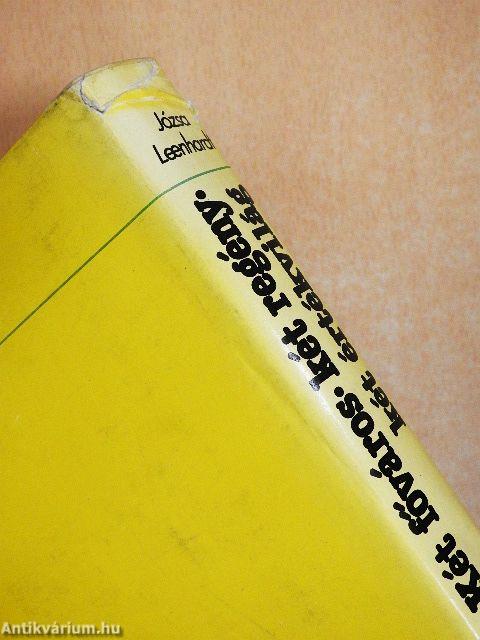 Józsa
Leenhardt
Két főváros. két regény.
két értékvilág
Antikvárium.hu